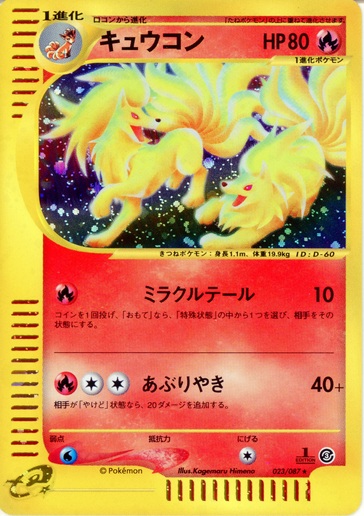 1進化
ロコンから進化
「たねポケモン」の上に重ねて進化させます
キュウコン
HP80
1進化ポケモン
きつねポケモン：身長1.1m、体重19.9kg
ID:D-60
ミラクルテール 10
コインを1回投げ、「おもて」なら、「特殊状態」の中から1つを選び、相手をその
状態にする。
あぶりやき 40+
相手が「やけど」状態なら、20ダメージを追加する。
弱点 抵抗力 にげる
1
EDITION
©Pokémon
Illus.Kagemaru Himeno
023/087★